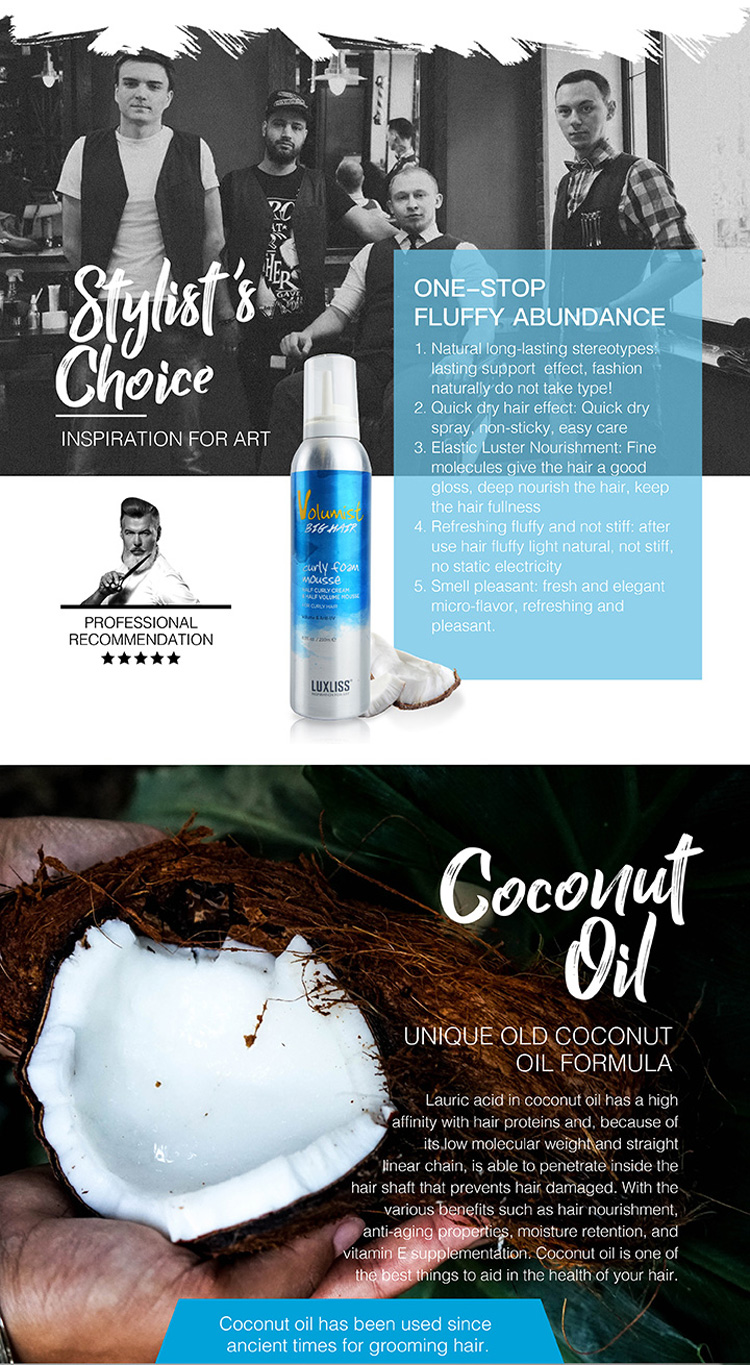 Stylist's
Choice
INSPIRATION FOR ART
ONE-STOP
FLUFFY ABUNDANCE
1. Natural long-lasting stereotypes:
lasting support effect, fashion
naturally do not take type!
2. Quick dry hair effect: Quick dry
spray, non-sticky, easy care
3. Elastic Luster Nourishment: Fine
molecules give the hair a good
gloss, deep nourish the hair, keep
the hair fullness
4. Refreshing fluffy and not stiff: after
use hair fluffy light natural, not stiff,
no static electricity
5. Smell pleasant: fresh and elegant
micro-flavor, refreshing and
pleasant.
PROFESSIONAL
RECOMMENDATION
Volumist
BIG HAIR
curly foam
mousse
HALF CURLY CREAM
HALF VOLUME MOUSSE
FOR CURLY HAIR
LUXLISS
Coconut
Oil
UNIQUE OLD COCONUT
OIL FORMULA
Lauric acid in coconut oil has a high
affinity with hair proteins and, because of
its low molecular weight and straight
linear chain, is able to penetrate inside the
hair shaft that prevents hair damaged. With the
various benefits such as hair nourishment,
anti-aging properties, moisture retention, and
vitamin E supplementation. Coconut oil is one of
the best things to aid in the health of your hair.
Coconut oil has been used since
ancient times for grooming hair.